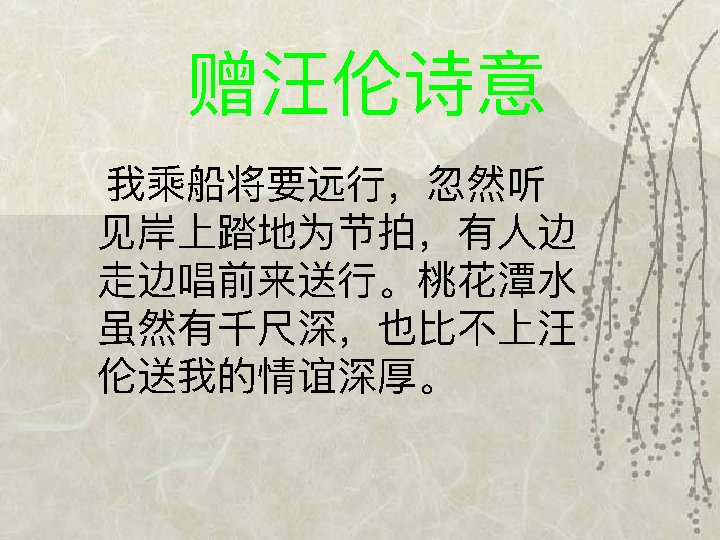 赠汪伦诗意
我乘船将要远行，忽然听
见岸上踏地为节拍，有人边
走边唱前来送行。桃花潭水
虽然有千尺深，也比不上汪
伦送我的情谊深厚。